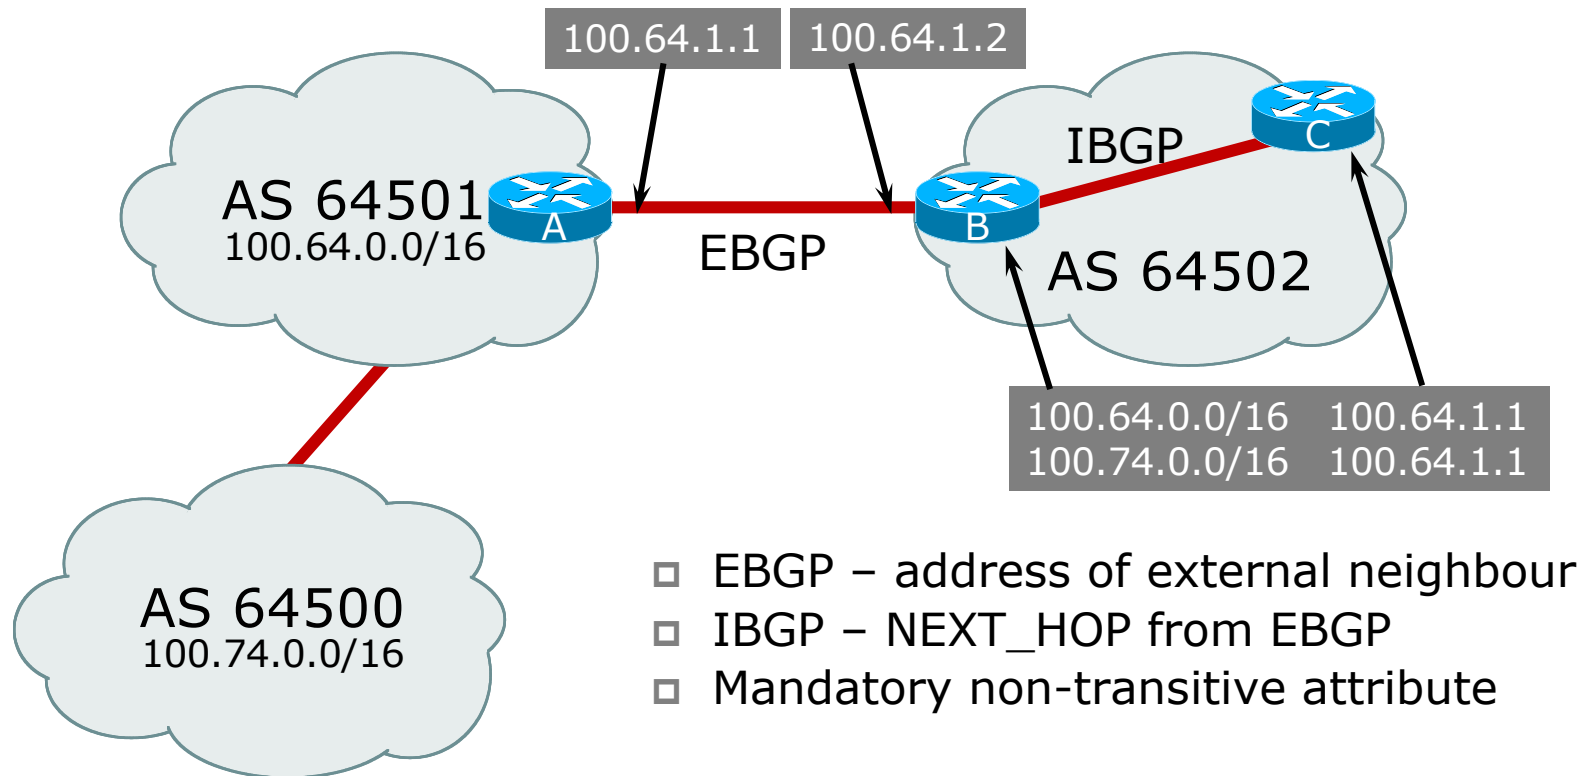 100.64.1.1
100.64.1.2
AS 64501
100.64.0.0/16
A
EBGP
B
IBGP
C
AS 64502
100.64.0.0/16 100.64.1.1
100.74.0.0/16 100.64.1.1
AS 64500
100.74.0.0/16
EBGP – address of external neighbour
IBGP – NEXT_HOP from EBGP
Mandatory non-transitive attribute